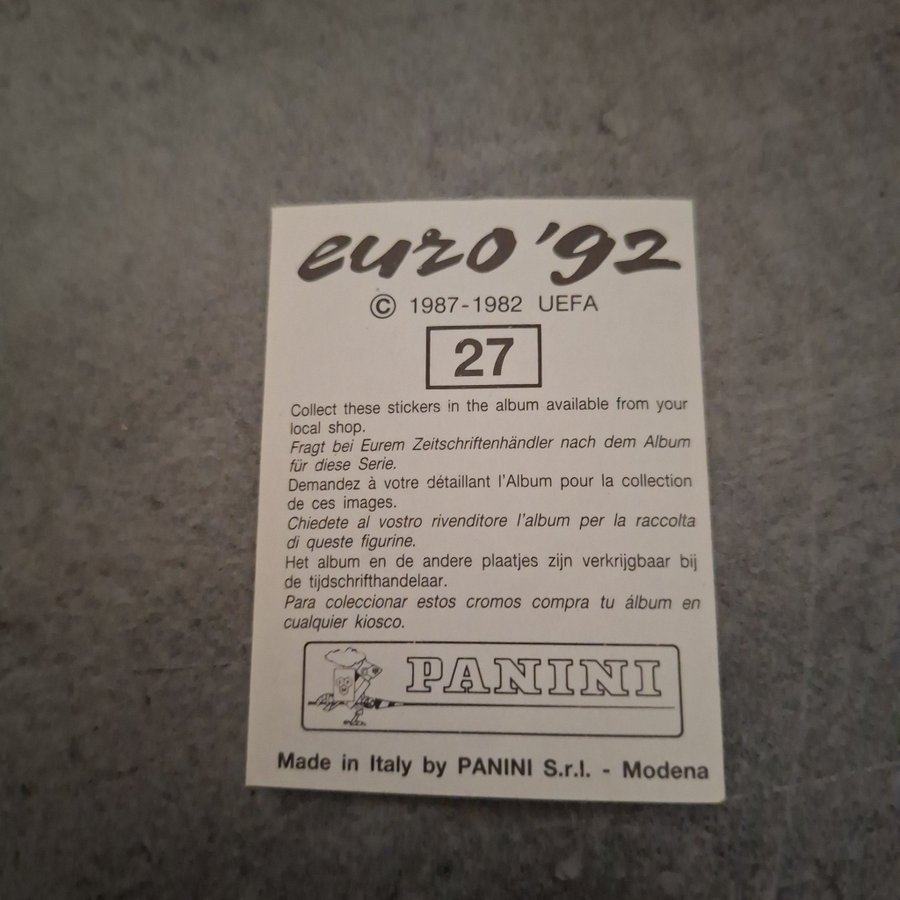 euro '92
© 1987-1982 UEFA
27
Collect these stickers in the album available from your
local shop.
Fragt bei Eurem Zeitschriftenhändler nach dem Album
für diese Serie.
Demandez à votre détaillant l'Album pour la collection
de ces images.
Chiedete al vostro rivenditore l'album per la raccolta
di queste figurine.
Het album en de andere plaatjes zijn verkrijgbaar bij
de tijdschrifthandelaar.
Para coleccionar estos cromos compra tu álbum en
cualquier kiosco.
PANINI
Made in Italy by PANINI S.r.l. - Modena